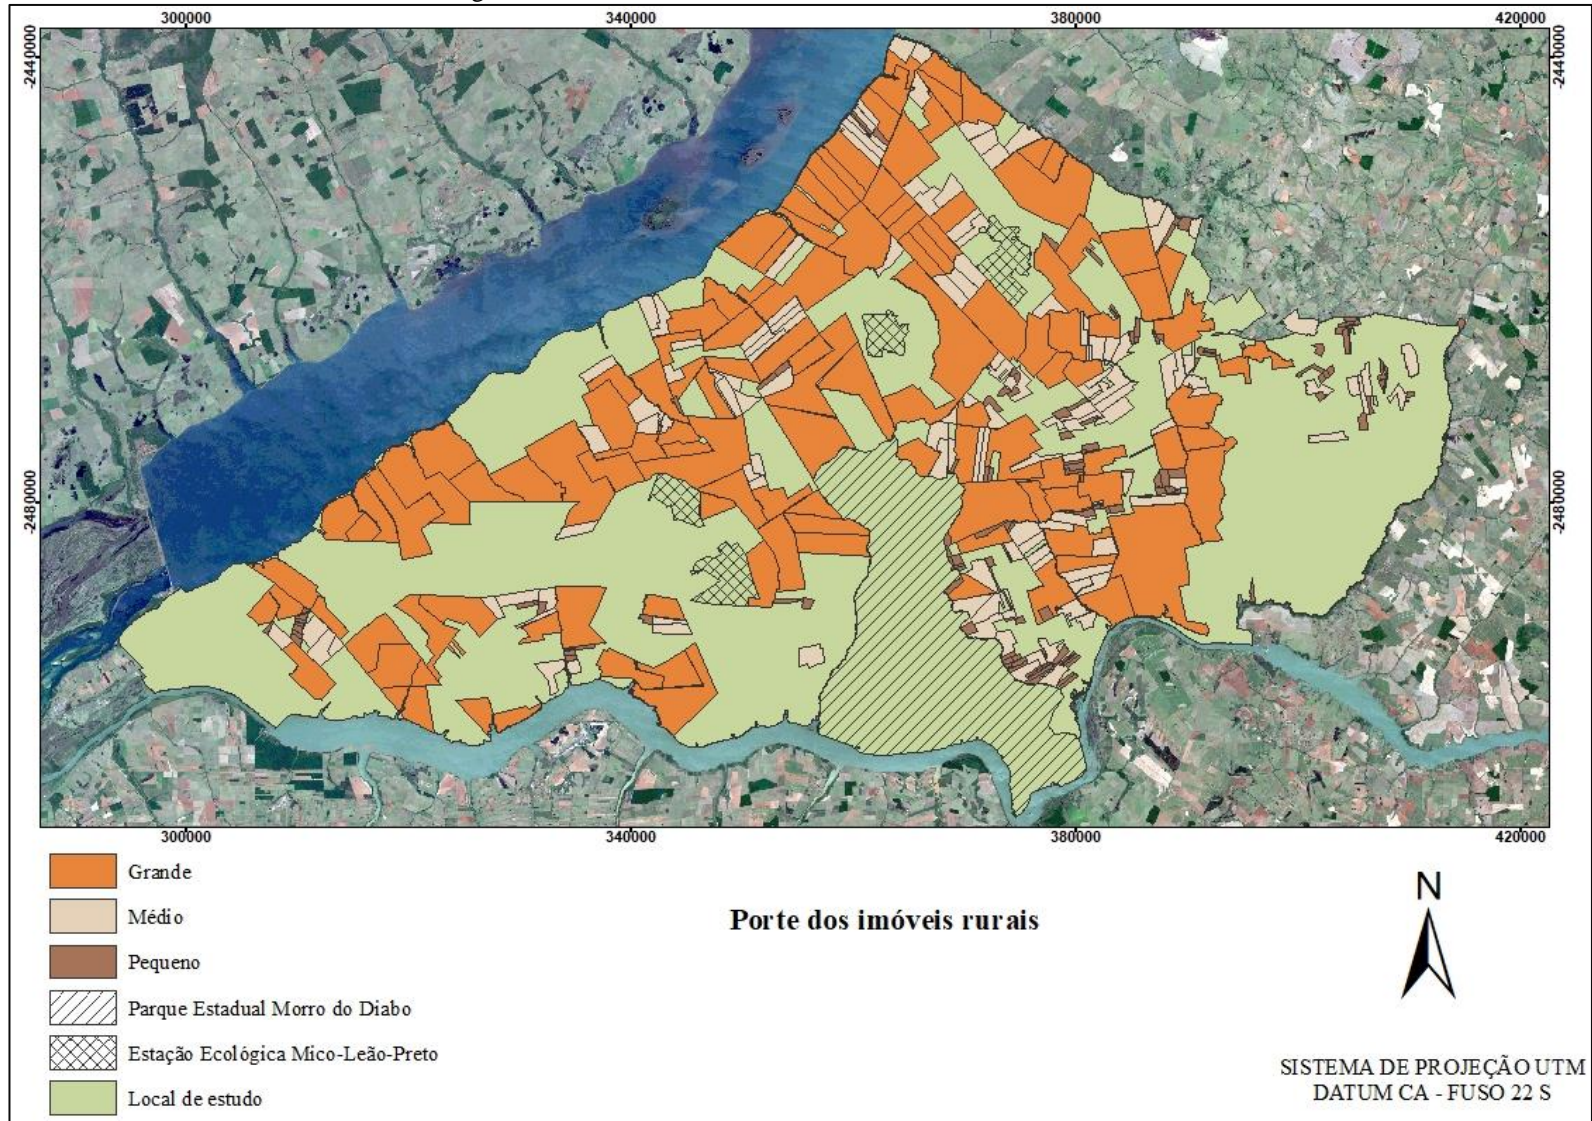 300000 340000 380000 420000
-2440000 -2440000
-2480000 -2480000
300000 340000 380000 420000
Grande
Médio
Pequeno
Parque Estadual Morro do Diabo
Estação Ecológica Mico-Leão-Preto
Local de estudo
Porte dos imóveis rurais
N
SISTEMA DE PROJEÇÃO UTM
DATUM CA - FUSO 22 S